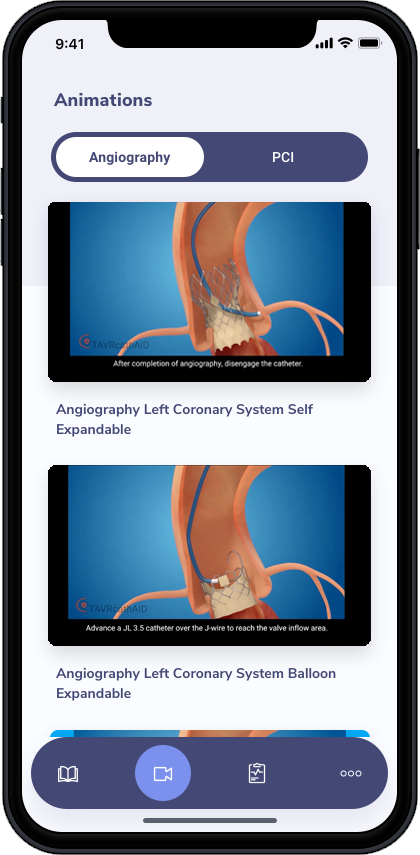 9:41
Animations
Angiography
PCI
TAVRcathAID
After completion of angiography, disengage the catheter.
Angiography Left Coronary System Self
Expandable
TAVRcathAID
Advance a JL 3.5 catheter over the J-wire to reach the valve inflow area.
Angiography Left Coronary System Balloon
Expandable